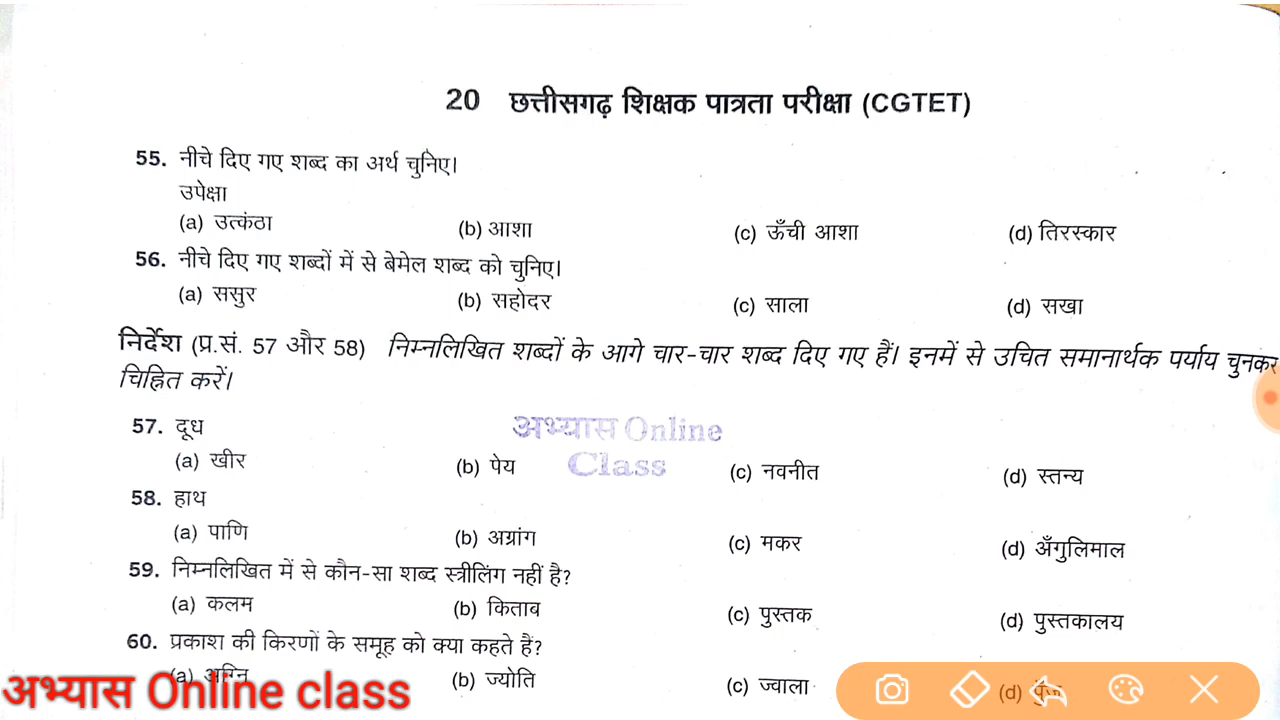 20 छत्तीसगढ़ शिक्षक पात्रता परीक्षा (CGTET)
55. नीचे दिए गए शब्द का अर्थ चुनिए।
उपेक्षा
(a) उत्कंठा (b) आशा (c) ऊँची आशा (d) तिरस्कार
56. नीचे दिए गए शब्दों में से बेमेल शब्द को चुनिए।
(a) ससुर (b) सहोदर (c) साला (d) सखा
निर्देश (प्र.सं. 57 और 58) निम्नलिखित शब्दों के आगे चार-चार शब्द दिए गए हैं। इनमें से उचित समानार्थक पर्याय चुनकर
चिह्नित करें।
57. दूध
अभ्यास Online
Class
(a) खीर (b) पेय (c) नवनीत (d) स्तन्य
58. हाथ
(a) पाणि (b) अग्रांग (c) मकर (d) अँगुलिमाल
59. निम्नलिखित में से कौन-सा शब्द स्त्रीलिंग नहीं है?
(a) कलम (b) किताब (c) पुस्तक (d) पुस्तकालय
60. प्रकाश की किरणों के समूह को क्या कहते हैं?
(a) अग्नि (b) ज्योति (c) ज्वाला (d)
अभ्यास Online class